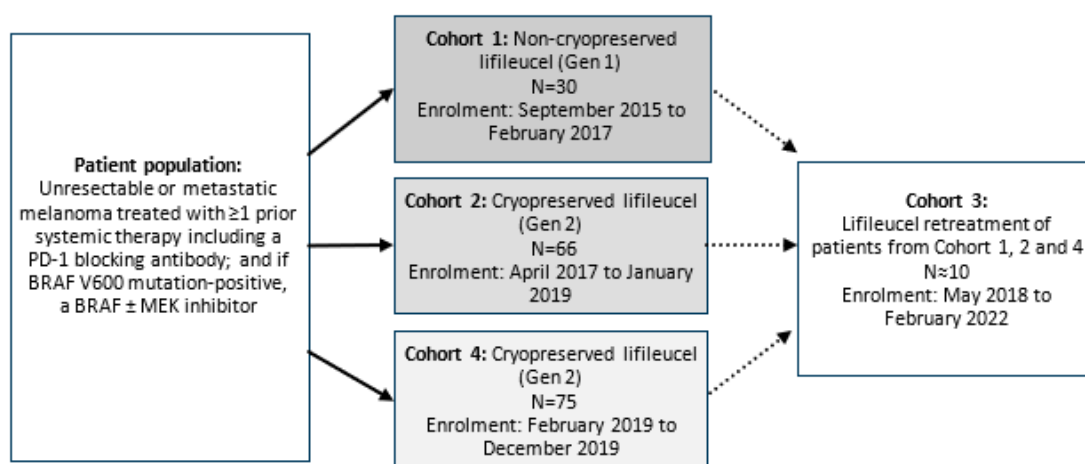 Patient population:
Unresectable or metastatic
melanoma treated with ≥1 prior
systemic therapy including a
PD-1 blocking antibody; and if
BRAF V600 mutation-positive,
a BRAF ± MEK inhibitor
Cohort 1: Non-cryopreserved
lifileucel (Gen 1)
N=30
Enrolment: September 2015 to
February 2017
Cohort 2: Cryopreserved lifileucel
(Gen 2)
N=66
Enrolment: April 2017 to January
2019
Cohort 4: Cryopreserved lifileucel
(Gen 2)
N=75
Enrolment: February 2019 to
December 2019
Cohort 3:
Lifileucel retreatment of
patients from Cohort 1, 2 and 4
N≈10
Enrolment: May 2018 to
February 2022